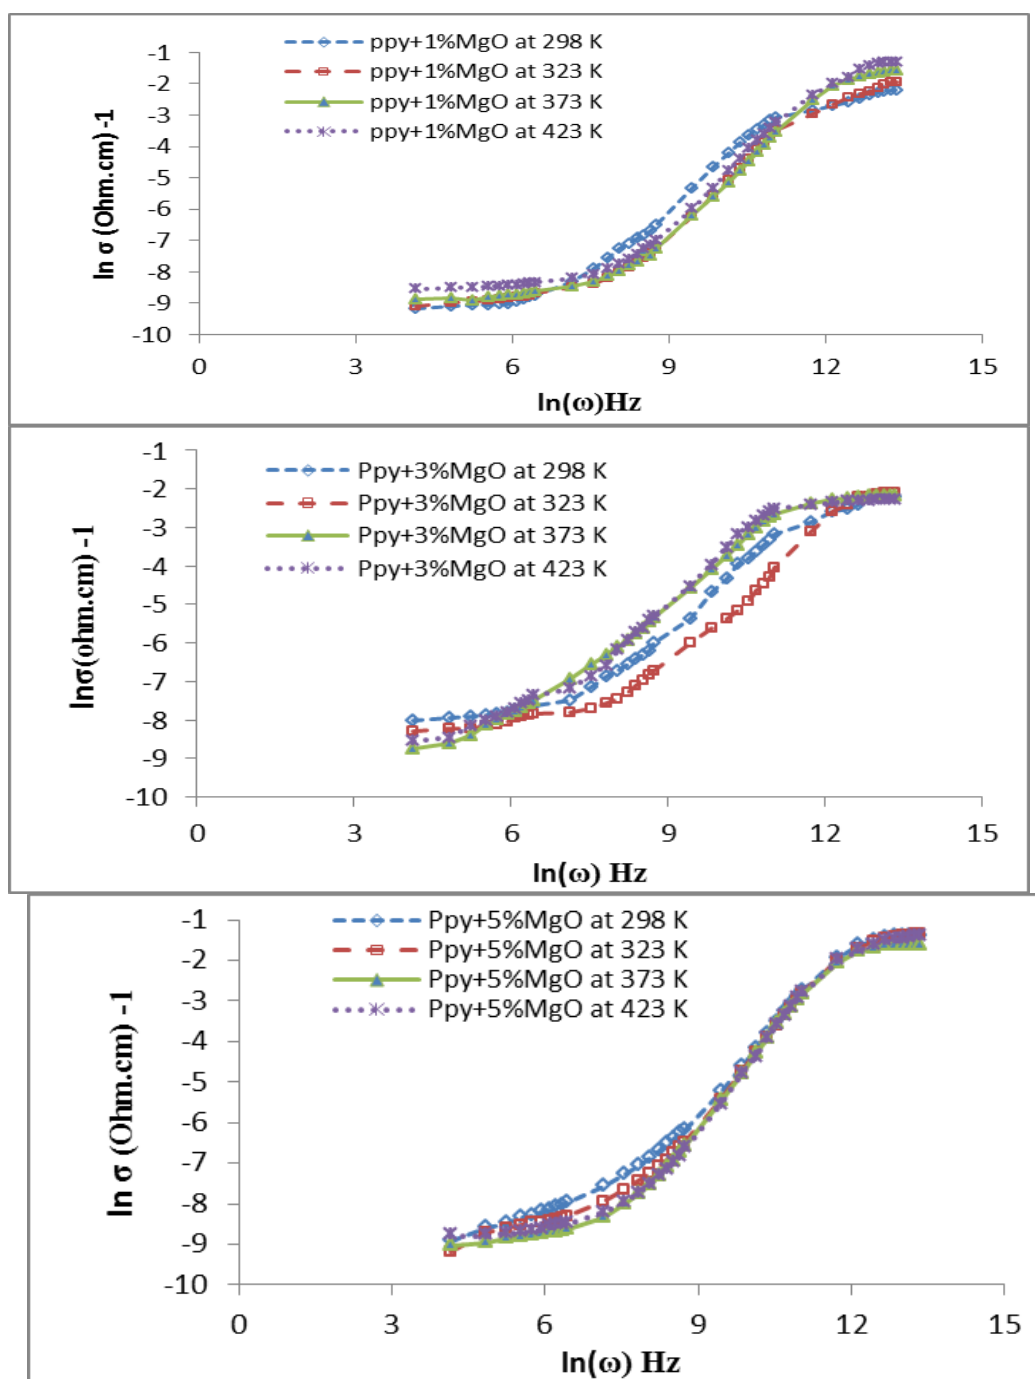 ppy+1%MgO at 298 K
ppy+1%MgO at 323 K
ppy+1%MgO at 373 K
ppy+1%MgO at 423 K
-1
-2
-3
-4
-5
-6
-7
-8
-9
-10
ln σ (Ohm.cm) -1
0 3 6 9 12 15
ln(ω)Hz
Ppy+3%MgO at 298 K
Ppy+3%MgO at 323 K
Ppy+3%MgO at 373 K
Ppy+3%MgO at 423 K
-1
-2
-3
-4
-5
-6
-7
-8
-9
-10
lnσ(ohm.cm) -1
0 3 6 9 12 15
ln(ω) Hz
Ppy+5%MgO at 298 K
Ppy+5%MgO at 323 K
Ppy+5%MgO at 373 K
Ppy+5%MgO at 423 K
-1
-2
-3
-4
-5
-6
-7
-8
-9
-10
ln σ (Ohm.cm) -1
0 3 6 9 12 15
ln(ω) Hz